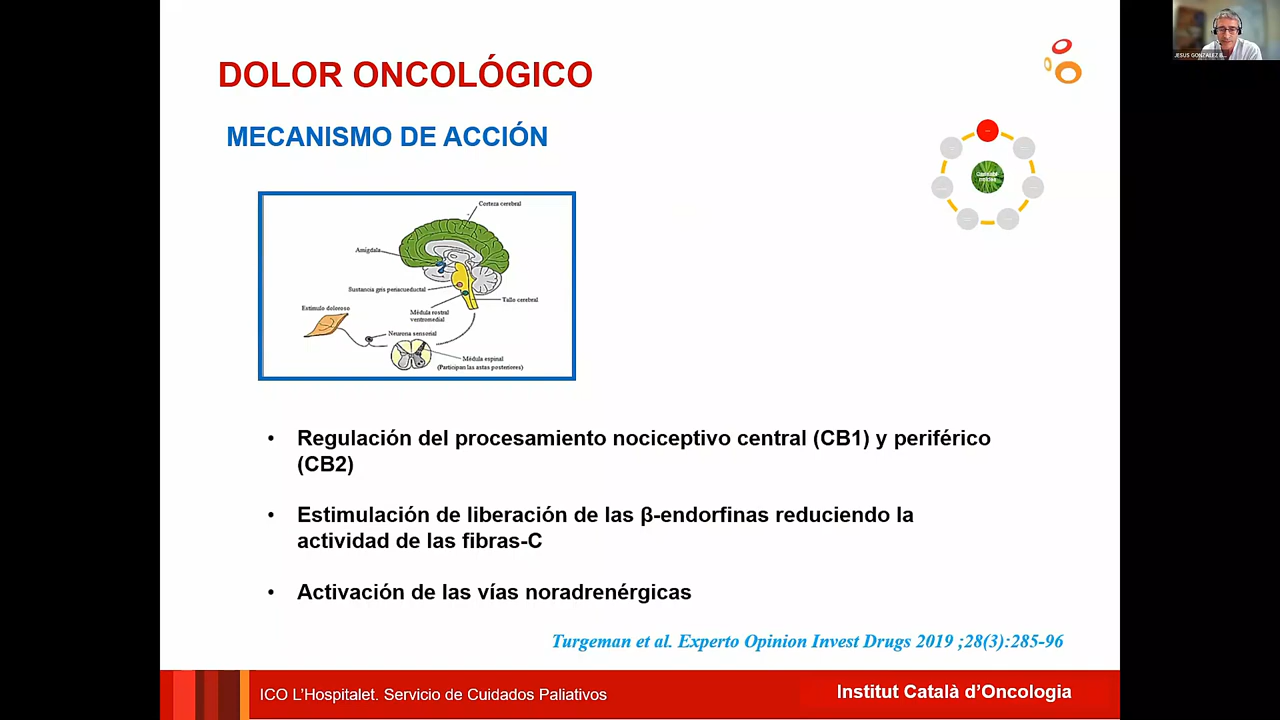 DOLOR ONCOLÓGICO
MECANISMO DE ACCIÓN
Corteza cerebral
Amígdala
Sustancia gris periacueductal
Tallo cerebral
Médula rostral
ventromedial
Estímulo doloroso
Neurona sensorial
Médula espinal
(Participan las astas posteriores)
• Regulación del procesamiento nociceptivo central (CB1) y periférico
(CB2)
• Estimulación de liberación de las β-endorfinas reduciendo la
actividad de las fibras-C
• Activación de las vías noradrenérgicas
Turgeman et al. Experto Opinion Invest Drugs 2019 ;28(3):285-96
ICO L’Hospitalet. Servicio de Cuidados Paliativos
Institut Català d’Oncologia
JESUS GONZALEZ